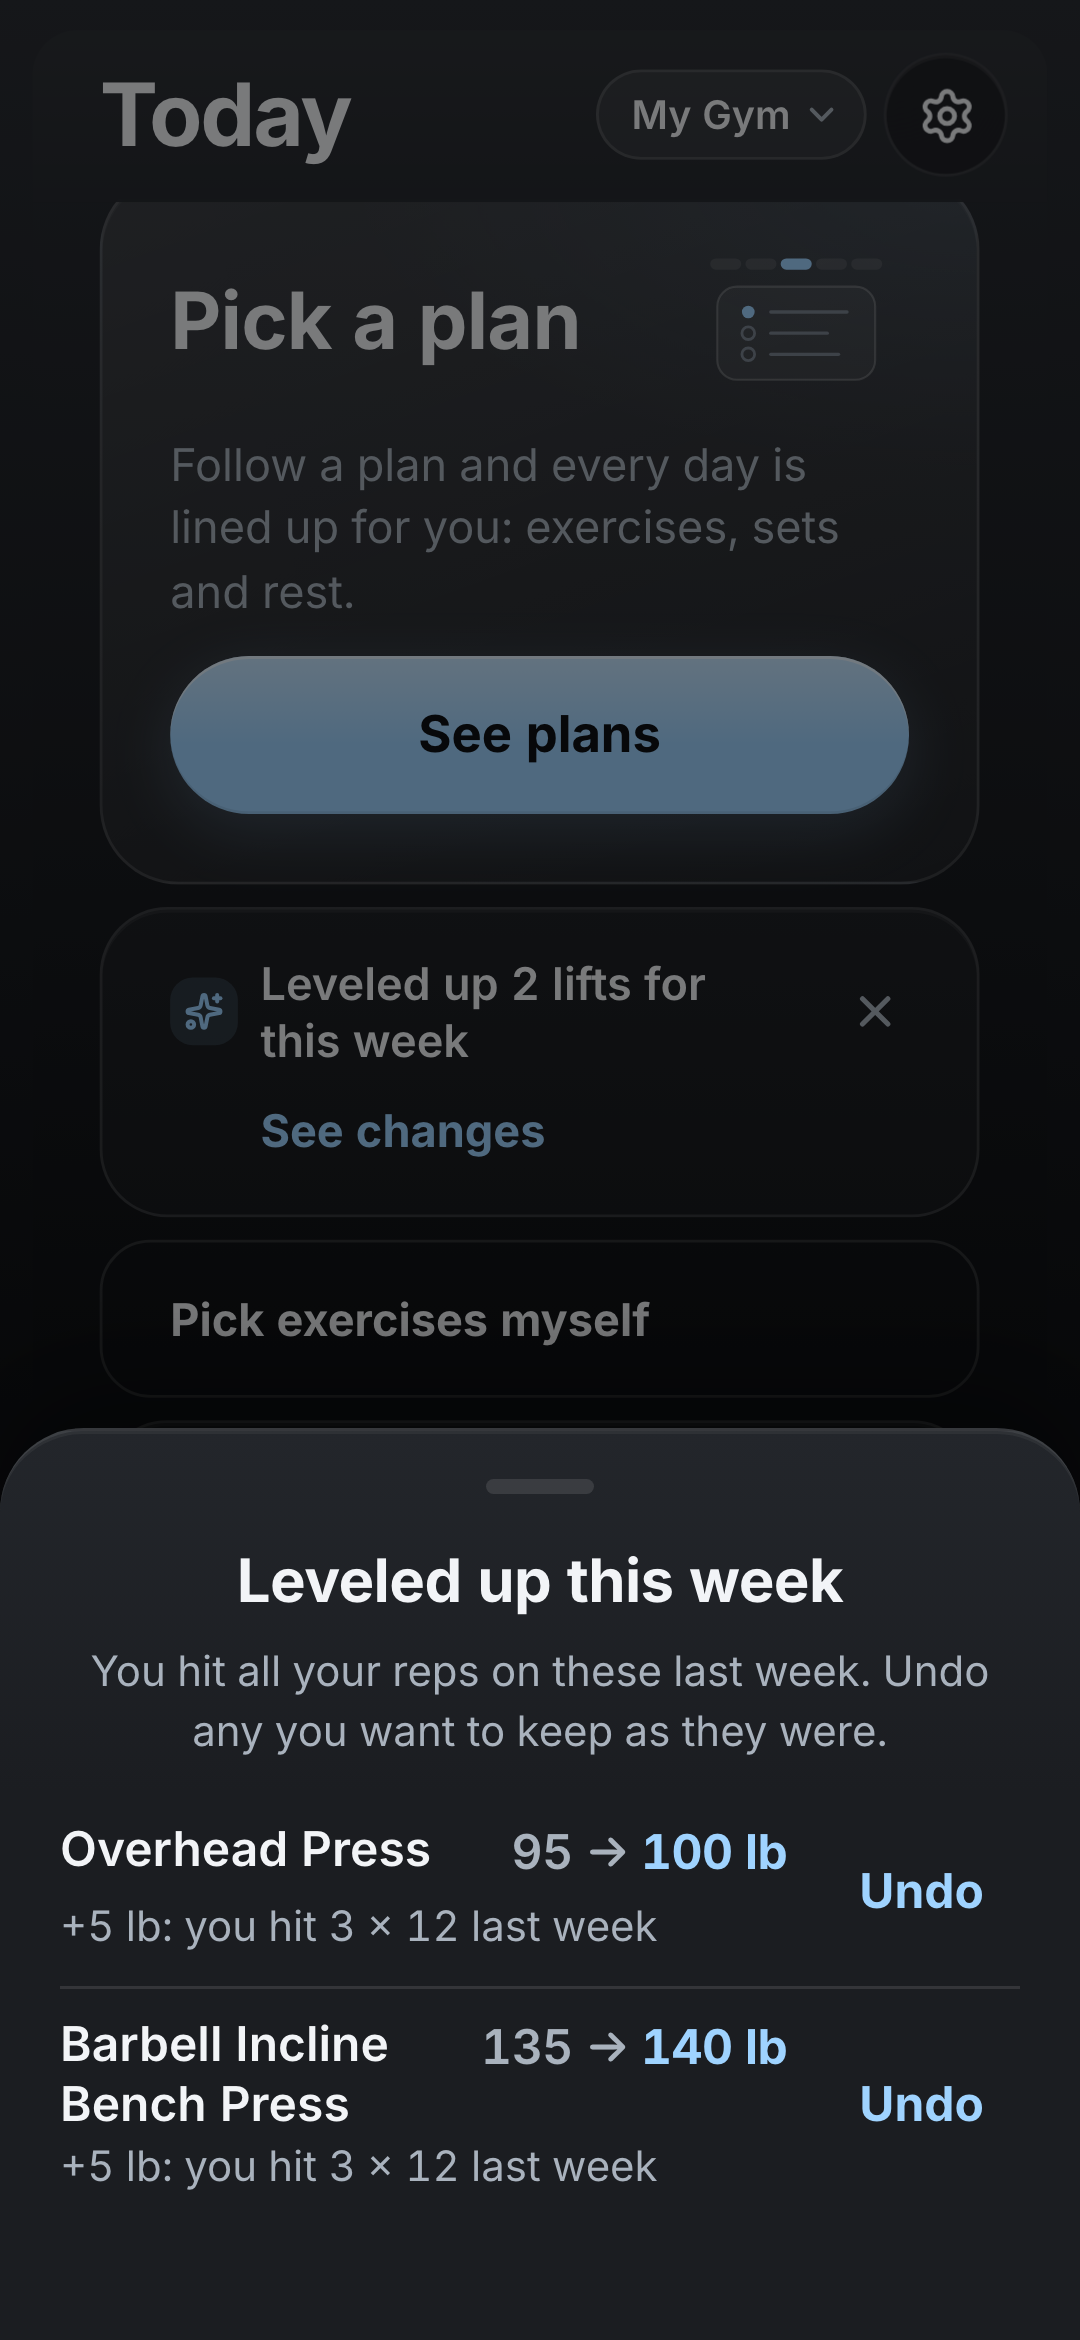 Today
My Gym
Pick a plan
Follow a plan and every day is
lined up for you: exercises, sets
and rest.
See plans
Leveled up 2 lifts for
this week
See changes
Pick exercises myself
Leveled up this week
You hit all your reps on these last week. Undo
any you want to keep as they were.
Overhead Press 95 → 100 lb
Undo
+5 lb: you hit 3 × 12 last week
Barbell Incline 135 → 140 lb
Bench Press Undo
+5 lb: you hit 3 × 12 last week